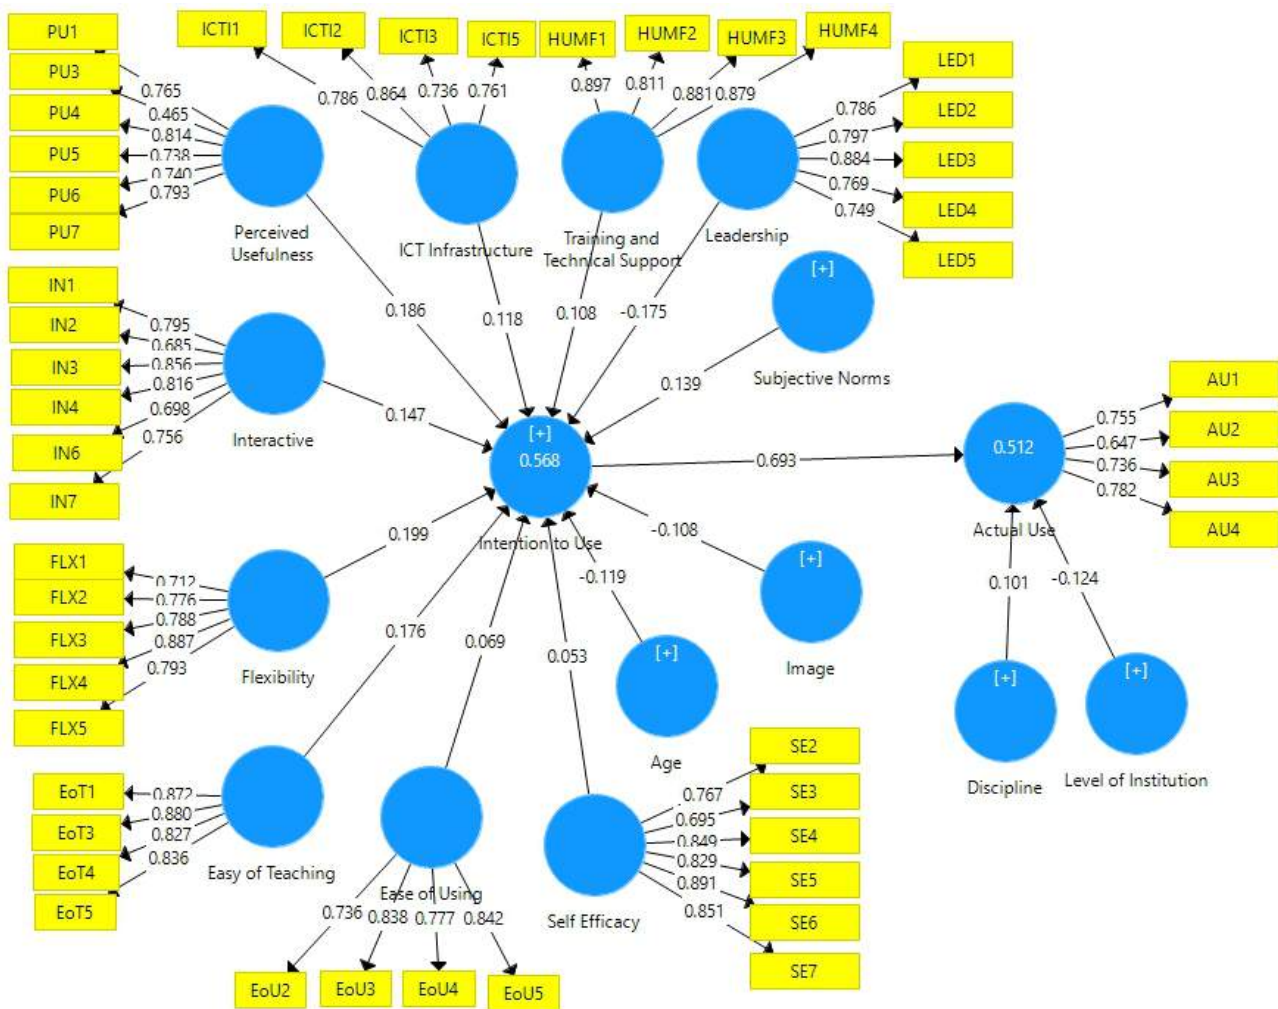 PU1
PU3
PU4
PU5
PU6
PU7
0.765
0.465
0.814
0.738
0.740
0.793
Perceived
Usefulness
ICTI1
ICTI2
ICTI3
ICTI5
0.786
0.864
0.736
0.761
ICT Infrastructure
HUMF1
HUMF2
HUMF3
HUMF4
0.897
0.811
0.881
0.879
Training and
Technical Support
LED1
LED2
LED3
LED4
LED5
0.786
0.797
0.884
0.769
0.749
Leadership
[+]
Subjective Norms
0.186
0.118
0.108
-0.175
0.139
IN1
IN2
IN3
IN4
IN6
IN7
0.795
0.685
0.856
0.816
0.698
0.756
Interactive
0.147
[+]
0.568
Intention to Use
0.693
0.512
Actual Use
0.755
0.647
0.736
0.782
AU1
AU2
AU3
AU4
FLX1
FLX2
FLX3
FLX4
FLX5
0.712
0.776
0.788
0.887
0.793
Flexibility
0.199
0.176
0.069
0.053
-0.119
-0.108
[+]
Image
[+]
Age
0.101
-0.124
[+]
Discipline
[+]
Level of Institution
EoT1
EoT3
EoT4
EoT5
0.872
0.880
0.827
0.836
Easy of Teaching
Ease of Using
0.736
0.838
0.777
0.842
EoU2
EoU3
EoU4
EoU5
Self Efficacy
0.767
0.695
0.849
0.829
0.891
0.851
SE2
SE3
SE4
SE5
SE6
SE7